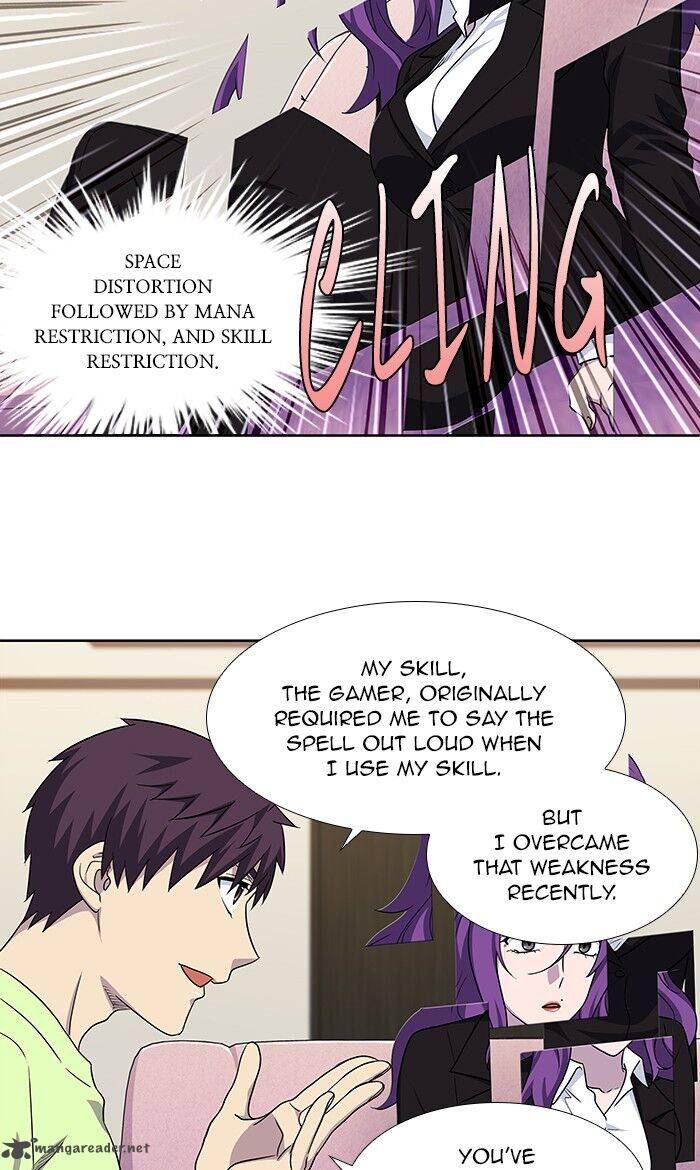 SPACE
DISTORTION
FOLLOWED BY MANA
RESTRICTION, AND SKILL
RESTRICTION.
CLING
MY SKILL,
THE GAMER, ORIGINALLY
REQUIRED ME TO SAY THE
SPELL OUT LOUD WHEN
I USE MY SKILL.
BUT
I OVERCAME
THAT WEAKNESS
RECENTLY.
YOU'VE
mangareader.net